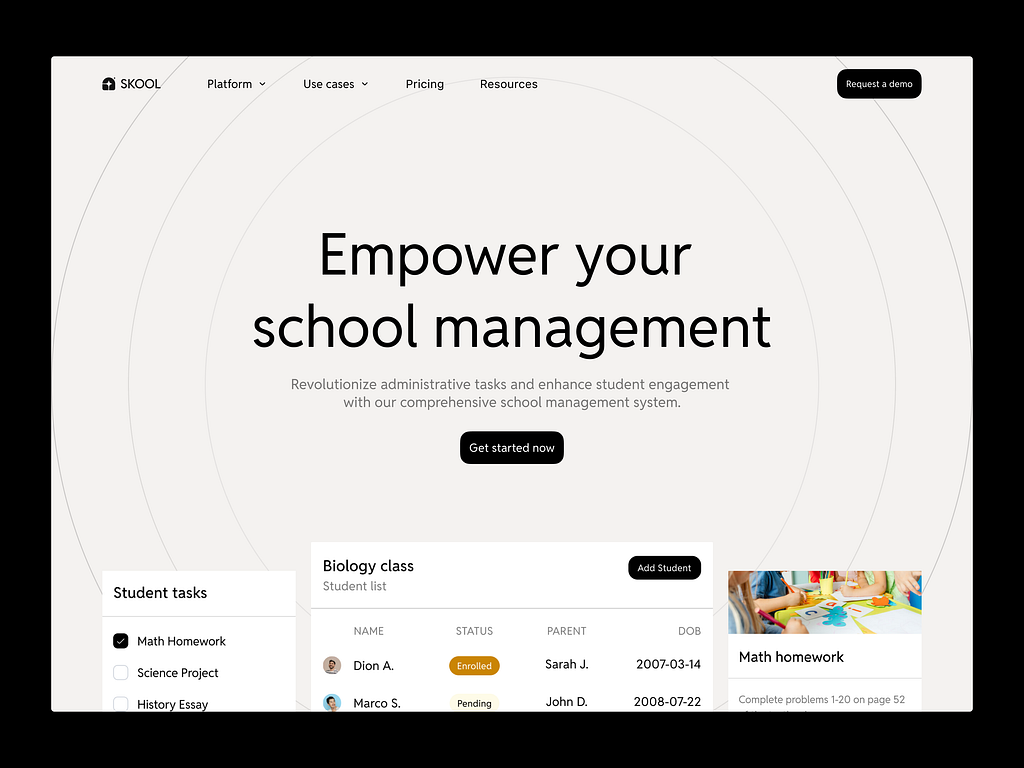 SKOOL
Platform
Use cases
Pricing
Resources
Request a demo
Empower your
school management
Revolutionize administrative tasks and enhance student engagement
with our comprehensive school management system.
Get started now
Student tasks
Math Homework
Science Project
History Essay
Biology class
Student list
Add Student
NAME STATUS PARENT DOB
Dion A. Enrolled Sarah J. 2007-03-14
Marco S. Pending John D. 2008-07-22
Math homework
Complete problems 1-20 on page 52